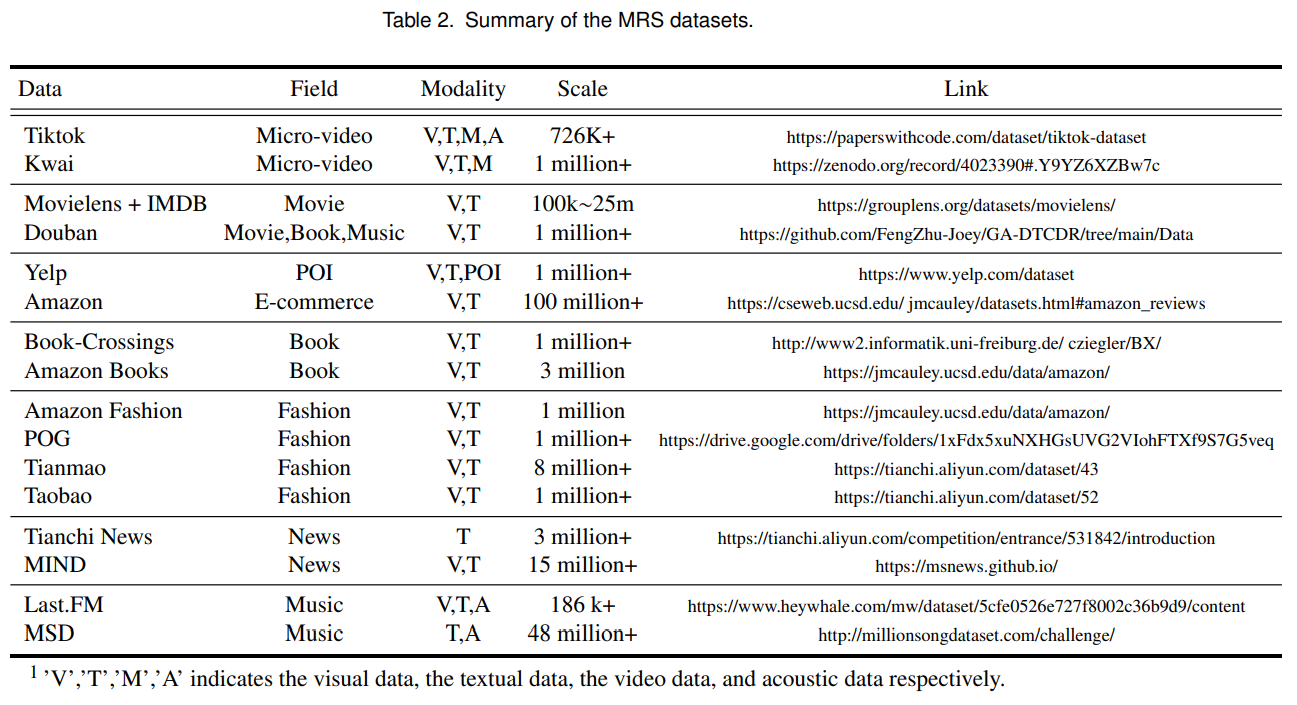 Table 2. Summary of the MRS datasets.
Data Field Modality Scale Link
Tiktok Micro-video V,T,M,A 726K+ https://paperswithcode.com/dataset/tiktok-dataset
Kwai Micro-video V,T,M 1 million+ https://zenodo.org/record/4023390#.Y9YZ6XZBw7c
Movielens + IMDB Movie V,T 100k~25m https://grouplens.org/datasets/movielens/
Douban Movie,Book,Music V,T 1 million+ https://github.com/FengZhu-Joey/GA-DTCDR/tree/main/Data
Yelp POI V,T,POI 1 million+ https://www.yelp.com/dataset
Amazon E-commerce V,T 100 million+ https://cseweb.ucsd.edu/ jmcauley/datasets.html#amazon_reviews
Book-Crossings Book V,T 1 million+ http://www2.informatik.uni-freiburg.de/ cziegler/BX/
Amazon Books Book V,T 3 million https://jmcauley.ucsd.edu/data/amazon/
Amazon Fashion Fashion V,T 1 million https://jmcauley.ucsd.edu/data/amazon/
POG Fashion V,T 1 million+ https://drive.google.com/drive/folders/1xFdx5xuNXHGsUVG2VIohFTXf9S7G5veq
Tianmao Fashion V,T 8 million+ https://tianchi.aliyun.com/dataset/43
Taobao Fashion V,T 1 million+ https://tianchi.aliyun.com/dataset/52
Tianchi News News T 3 million+ https://tianchi.aliyun.com/competition/entrance/531842/introduction
MIND News V,T 15 million+ https://msnews.github.io/
Last.FM Music V,T,A 186 k+ https://www.heywhale.com/mw/dataset/5cfe0526e727f8002c36b9d9/content
MSD Music T,A 48 million+ http://millionsongdataset.com/challenge/
1 ’V’,’T’,’M’,’A’ indicates the visual data, the textual data, the video data, and acoustic data respectively.